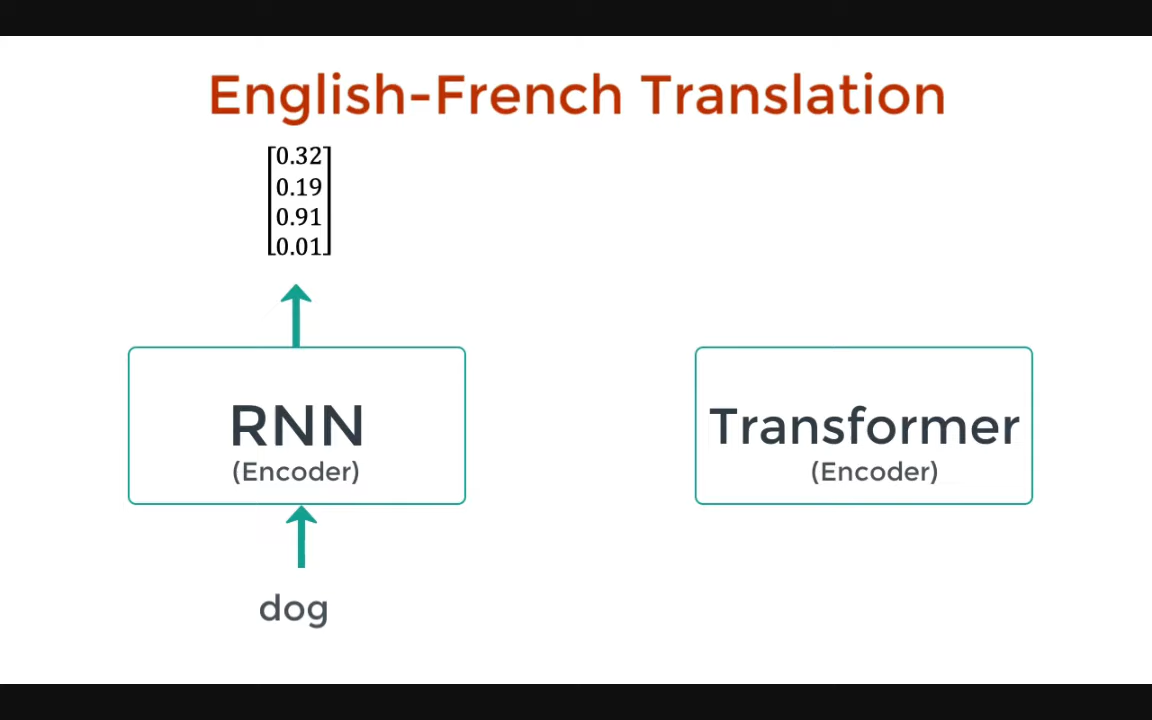 English-French Translation
0.32
0.19
0.91
0.01
RNN
(Encoder)
Transformer
(Encoder)
dog